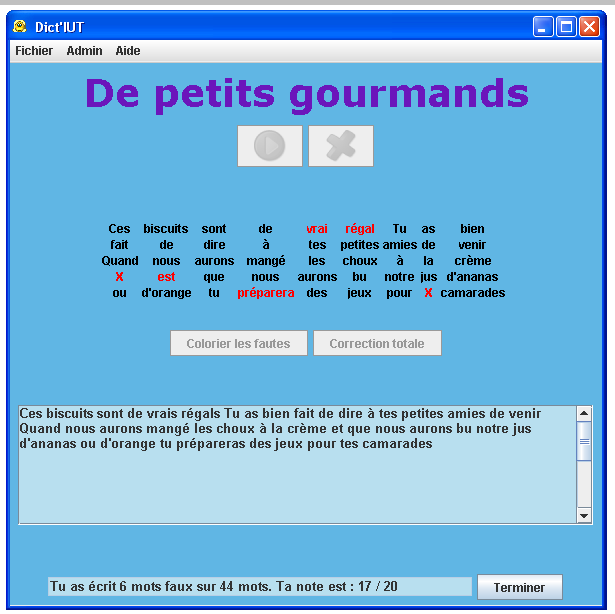 Dict'IUT
Fichier Admin Aide
De petits gourmands
Ces biscuits sont de vrai régal Tu as bien
fait de dire à tes petites amies de venir
Quand nous aurons mangé les choux à la crème
X est que nous aurons bu notre jus d'ananas
ou d'orange tu préparera des jeux pour X camarades
Colorier les fautes Correction totale
Ces biscuits sont de vrais régals Tu as bien fait de dire à tes petites amies de venir
Quand nous aurons mangé les choux à la crème et que nous aurons bu notre jus
d'ananas ou d'orange tu prépareras des jeux pour tes camarades
Tu as écrit 6 mots faux sur 44 mots. Ta note est : 17 / 20
Terminer